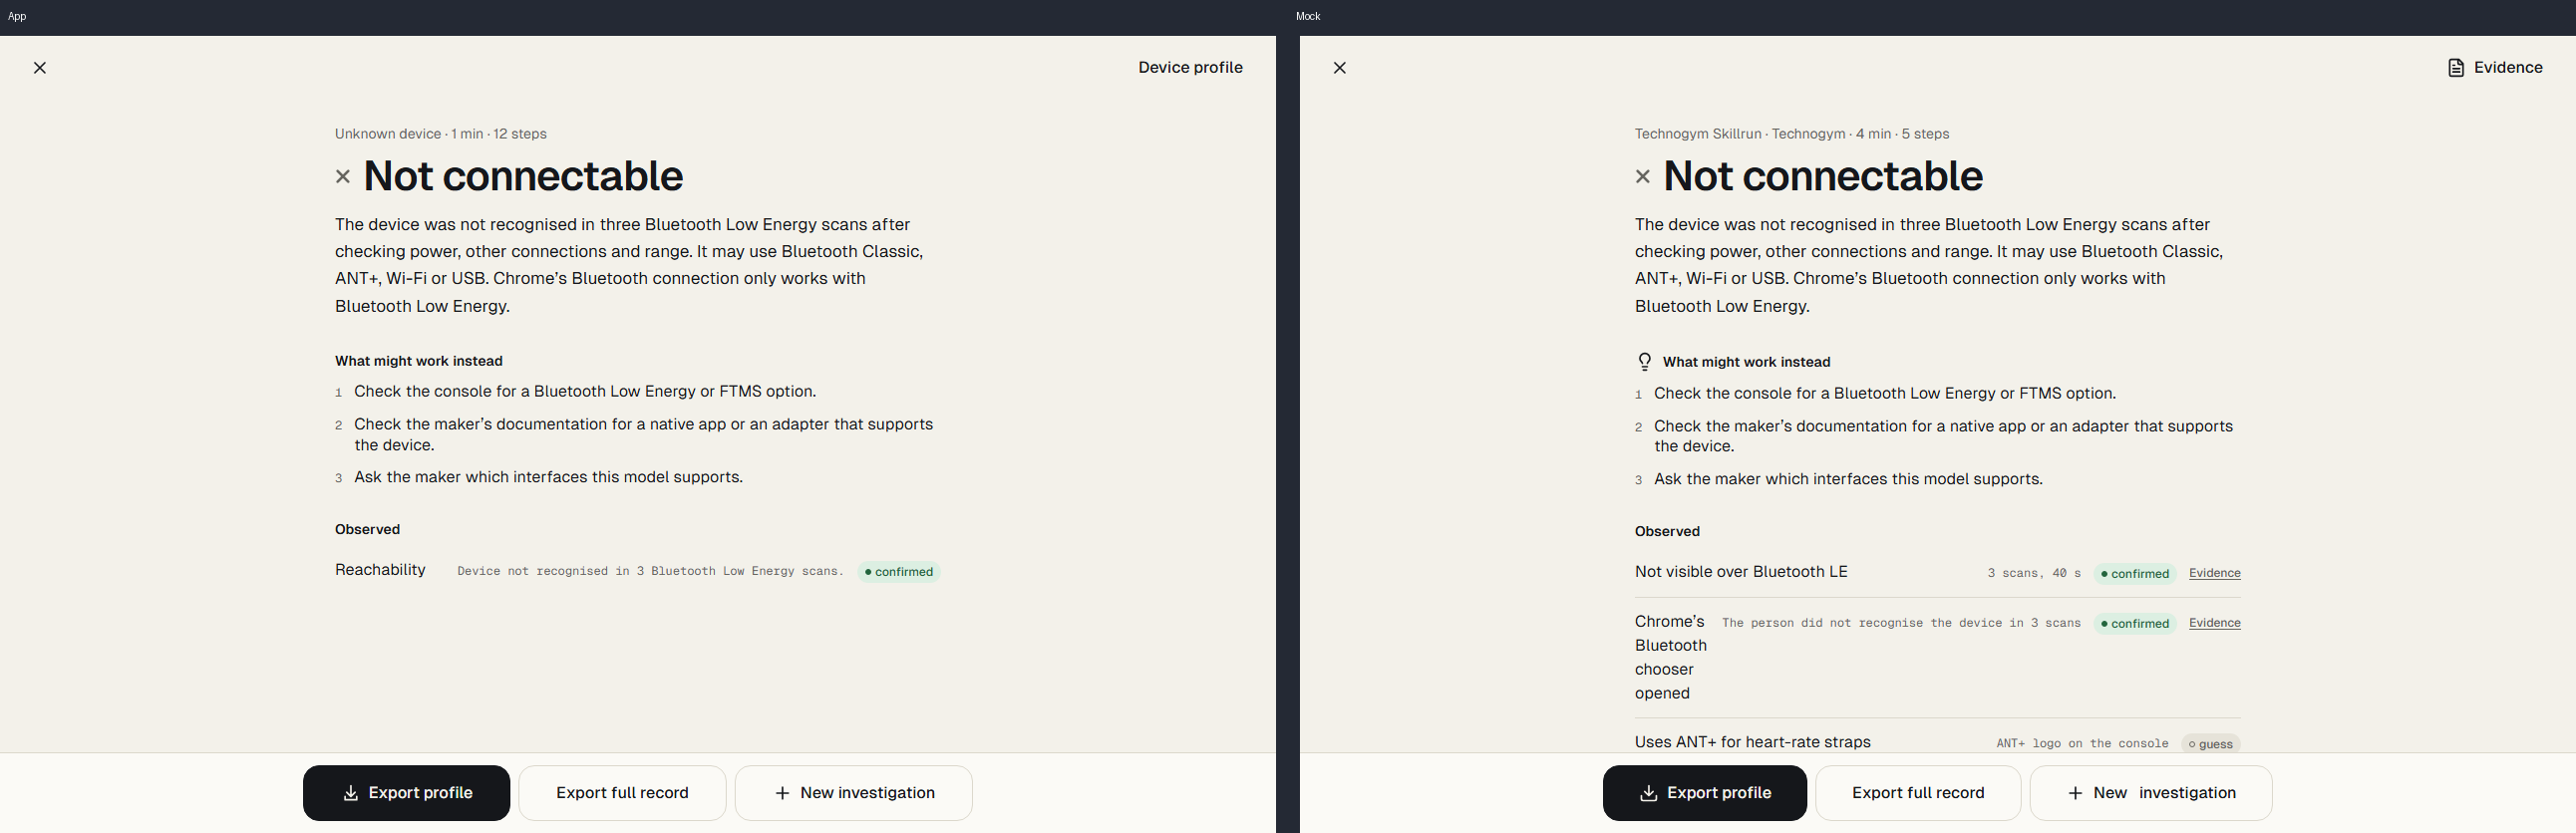 App
Device profile
Unknown device · 1 min · 12 steps
Not connectable
The device was not recognised in three Bluetooth Low Energy scans after
checking power, other connections and range. It may use Bluetooth Classic,
ANT+, Wi-Fi or USB. Chrome’s Bluetooth connection only works with
Bluetooth Low Energy.
What might work instead
1 Check the console for a Bluetooth Low Energy or FTMS option.
2 Check the maker’s documentation for a native app or an adapter that supports
the device.
3 Ask the maker which interfaces this model supports.
Observed
Reachability Device not recognised in 3 Bluetooth Low Energy scans. confirmed
Export profile Export full record New investigation
Mock
Evidence
Technogym Skillrun · Technogym · 4 min · 5 steps
Not connectable
The device was not recognised in three Bluetooth Low Energy scans after
checking power, other connections and range. It may use Bluetooth Classic,
ANT+, Wi-Fi or USB. Chrome’s Bluetooth connection only works with
Bluetooth Low Energy.
What might work instead
1 Check the console for a Bluetooth Low Energy or FTMS option.
2 Check the maker’s documentation for a native app or an adapter that supports
the device.
3 Ask the maker which interfaces this model supports.
Observed
Not visible over Bluetooth LE 3 scans, 40 s confirmed Evidence
Chrome’s The person did not recognise the device in 3 scans confirmed Evidence
Bluetooth
chooser
opened
Uses ANT+ for heart-rate straps ANT+ logo on the console guess
Export profile Export full record New investigation